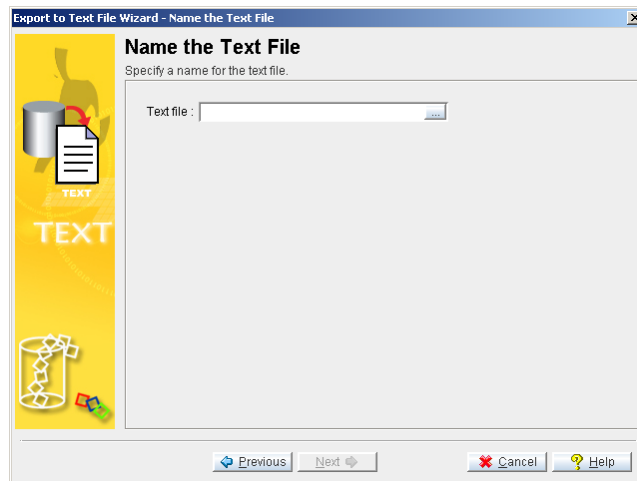 Export to Text File Wizard - Name the Text File
Name the Text File
Specify a name for the text file.
Text file :
...
TEXT
TEXT
Previous
Next
Cancel
Help